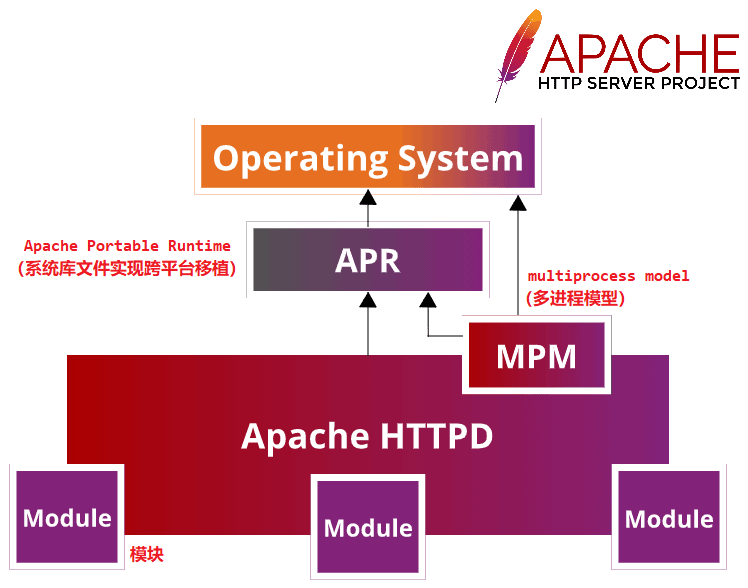 APACHE
HTTP SERVER PROJECT
Operating System
Apache Portable Runtime
(系统库文件实现跨平台移植)
APR
multiprocess model
(多进程模型)
MPM
Apache HTTPD
Module
Module
Module
模块